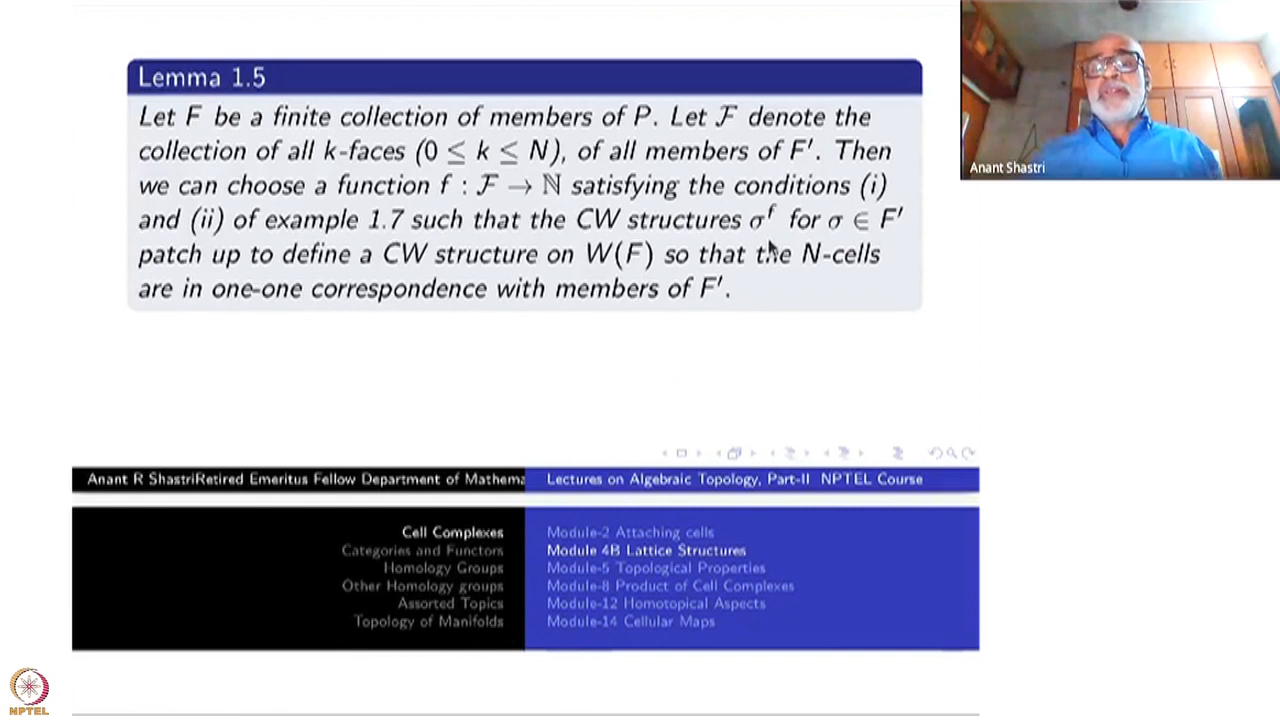 Lemma 1.5
Let F be a finite collection of members of P. Let ℱ denote the
collection of all k-faces (0 ≤ k ≤ N), of all members of F′. Then
we can choose a function f : ℱ → ℕ satisfying the conditions (i)
and (ii) of example 1.7 such that the CW structures σᶠ for σ ∈ F′
patch up to define a CW structure on W(F) so that the N-cells
are in one-one correspondence with members of F′.
Anant Shastri
Anant R ShastriRetired Emeritus Fellow Department of Mathema
Lectures on Algebraic Topology, Part-II NPTEL Course
Cell Complexes
Categories and Functors
Homology Groups
Other Homology groups
Assorted Topics
Topology of Manifolds
Module-2 Attaching cells
Module 4B Lattice Structures
Module-5 Topological Properties
Module-8 Product of Cell Complexes
Module-12 Homotopical Aspects
Module-14 Cellular Maps
NPTEL